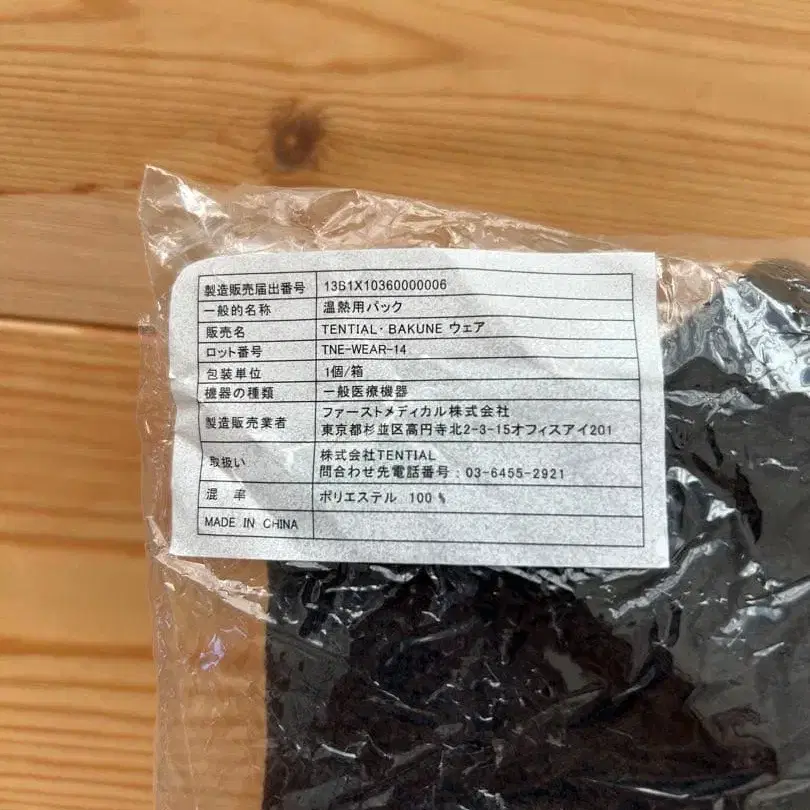 製造販売届出番号 13B1X10360000006
一般的名称 温熱用パック
販売名 TENTIAL・BAKUNE ウェア
ロット番号 TNE-WEAR-14
包装単位 1個/箱
機器の種類 一般医療機器
製造販売業者 ファーストメディカル株式会社
東京都杉並区高円寺北2-3-15オフィスアイ201
取扱い 株式会社TENTIAL
問合わせ先電話番号:03-6455-2921
混 率 ポリエステル 100 %
MADE IN CHINA